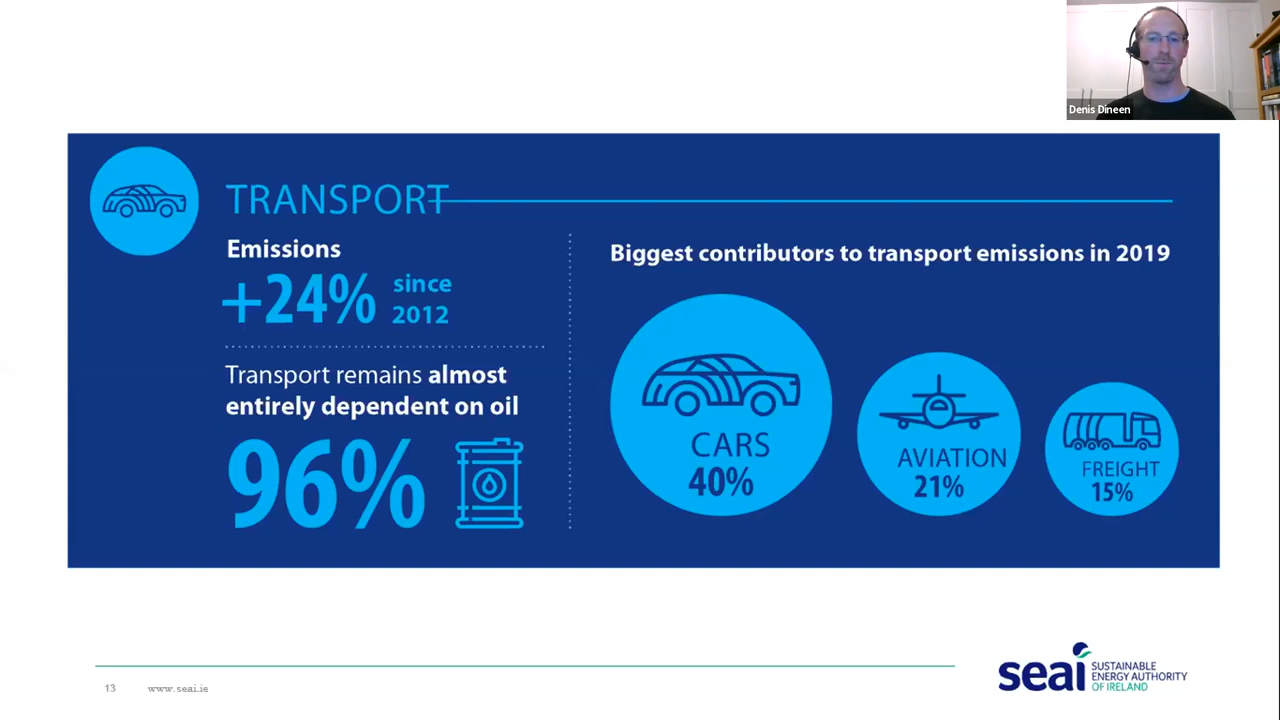 Denis Dineen
TRANSPORT
Emissions
+24% since
2012
Transport remains almost
entirely dependent on oil
96%
Biggest contributors to transport emissions in 2019
CARS
40%
AVIATION
21%
FREIGHT
15%
13 www.seai.ie
seai SUSTAINABLE
ENERGY AUTHORITY
OF IRELAND